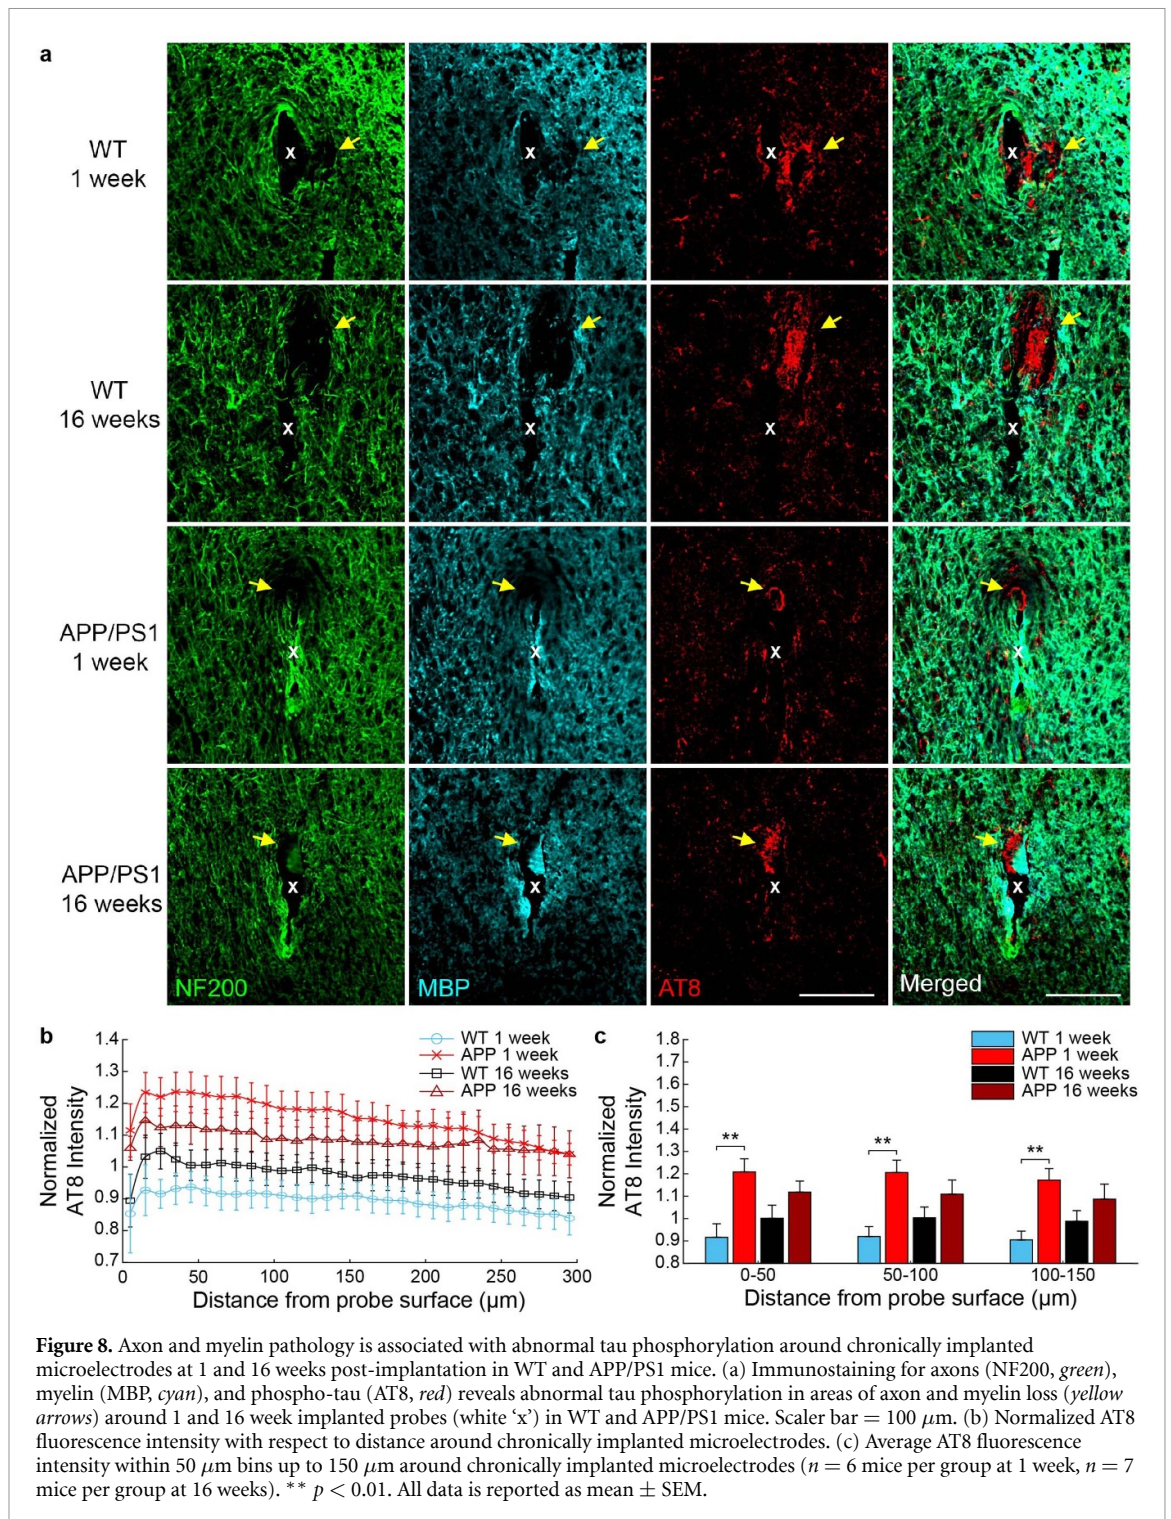 a
WT
1 week
x
x
x
x
WT
16 weeks
x
x
x
x
APP/PS1
1 week
x
x
x
x
APP/PS1
16 weeks
x
x
x
x
NF200
MBP
AT8
Merged
b
Normalized
AT8 Intensity
1.4
1.3
1.2
1.1
1
0.9
0.8
0.7
0
50
100
150
200
250
300
Distance from probe surface (μm)
WT 1 week
APP 1 week
WT 16 weeks
APP 16 weeks
c
Normalized
AT8 Intensity
1.8
1.7
1.6
1.5
1.4
1.3
1.2
1.1
1
0.9
0.8
**
**
**
0-50
50-100
100-150
Distance from probe surface (μm)
WT 1 week
APP 1 week
WT 16 weeks
APP 16 weeks
Figure 8. Axon and myelin pathology is associated with abnormal tau phosphorylation around chronically implanted
microelectrodes at 1 and 16 weeks post-implantation in WT and APP/PS1 mice. (a) Immunostaining for axons (NF200, green),
myelin (MBP, cyan), and phospho-tau (AT8, red) reveals abnormal tau phosphorylation in areas of axon and myelin loss (yellow
arrows) around 1 and 16 week implanted probes (white ‘x’) in WT and APP/PS1 mice. Scaler bar = 100 μm. (b) Normalized AT8
fluorescence intensity with respect to distance around chronically implanted microelectrodes. (c) Average AT8 fluorescence
intensity within 50 μm bins up to 150 μm around chronically implanted microelectrodes (n = 6 mice per group at 1 week, n = 7
mice per group at 16 weeks). ** p < 0.01. All data is reported as mean ± SEM.